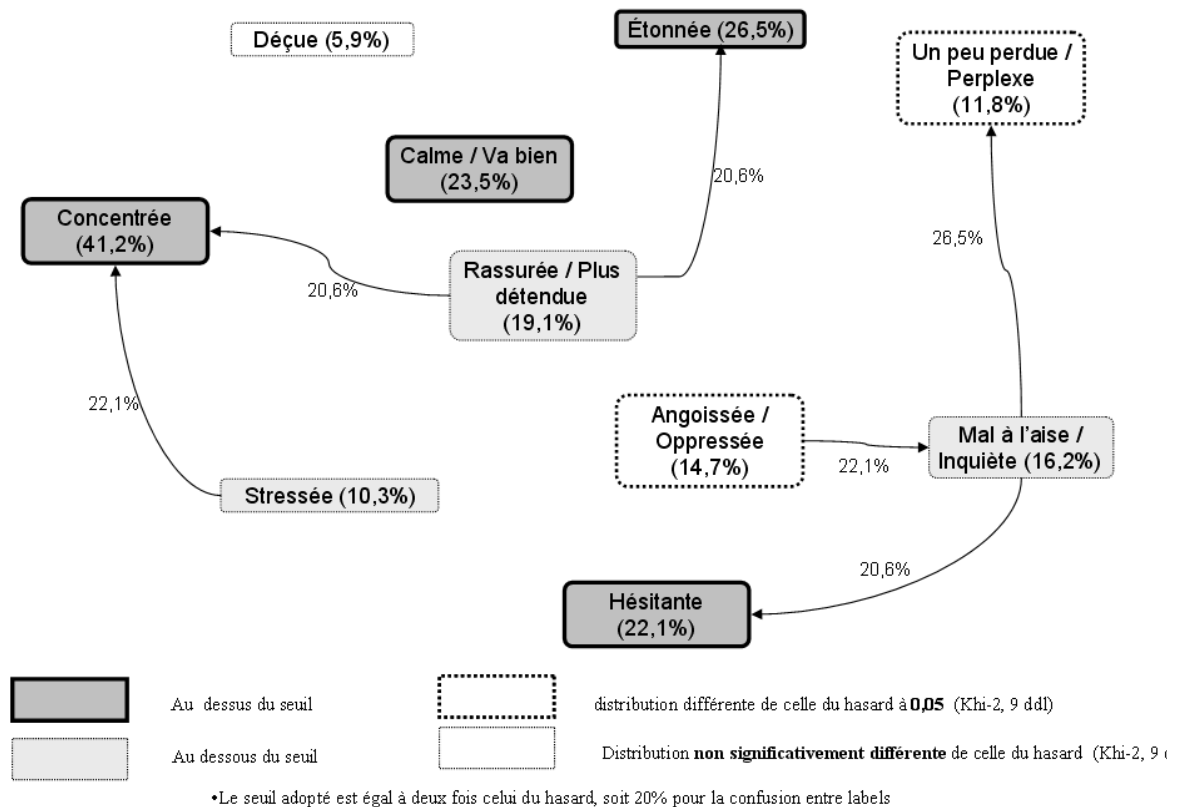 Déçue (5,9%)
Étonnée (26,5%)
Un peu perdue /
Perplexe
(11,8%)
Calme / Va bien
(23,5%)
20,6%
Concentrée
(41,2%)
26,5%
Rassurée / Plus
détendue
(19,1%)
20,6%
22,1%
Angoissée /
Oppressée
(14,7%)
Mal à l'aise /
Inquiète (16,2%)
22,1%
Stressée (10,3%)
20,6%
Hésitante
(22,1%)
Au dessus du seuil
distribution différente de celle du hasard à 0,05 (Khi-2, 9 ddl)
Au dessous du seuil
Distribution non significativement différente de celle du hasard (Khi-2, 9
•Le seuil adopté est égal à deux fois celui du hasard, soit 20% pour la confusion entre labels